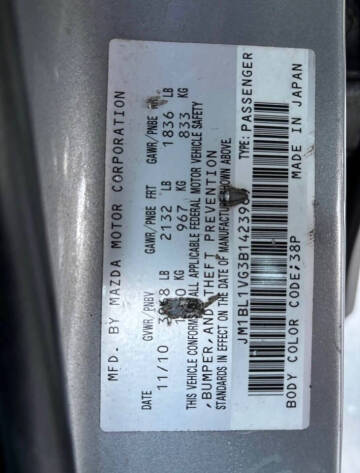 MFD. BY MAZDA MOTOR CORPORATION
DATE GVWR/PNBV GAWR/PNBE FRT GAWR/PNBE
11/10 LB 2132 LB 1836 LB
KG 967 KG 833 KG
THIS VEHICLE CONFORMS ALL APPLICABLE FEDERAL MOTOR VEHICLE SAFETY
, BUMPER, AND THEFT PREVENTION
STANDARDS IN EFFECT ON THE DATE OF MANUFACTURE SHOWN ABOVE
TYPE: PASSENGER
BODY COLOR CODE;38P MADE IN JAPAN